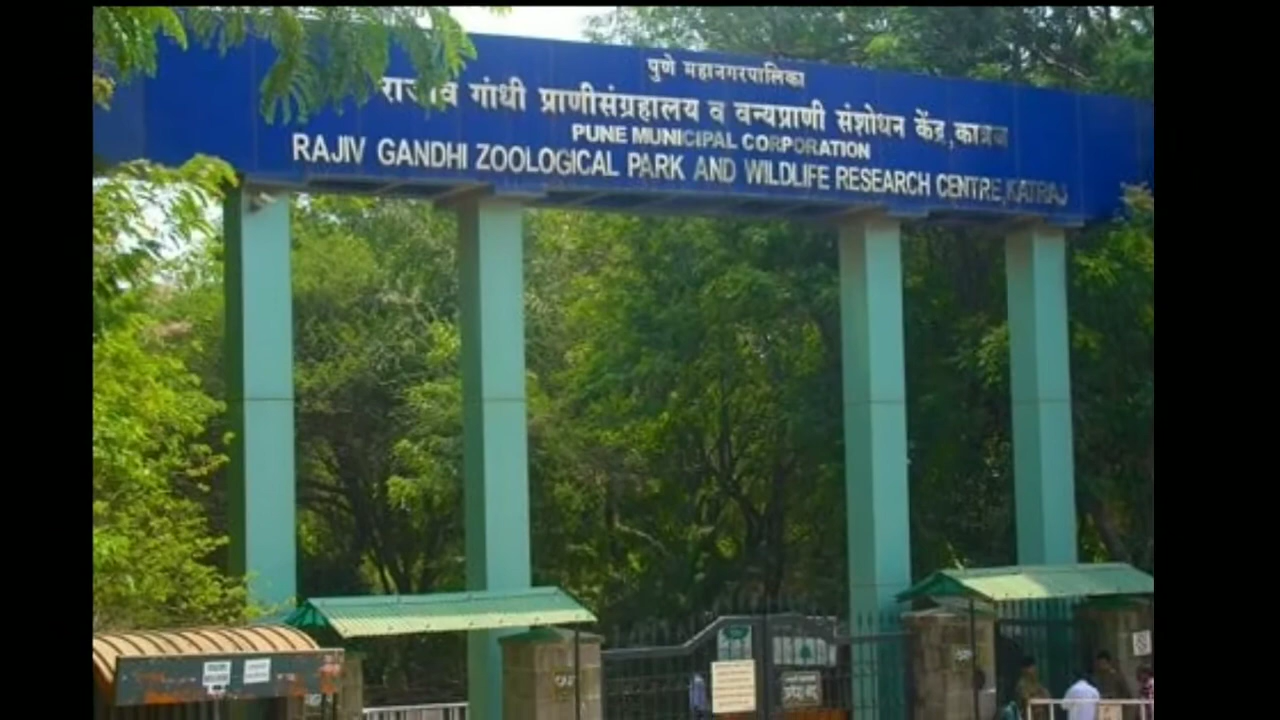 पुणे महानगरपालिका
राजीव गांधी प्राणीसंग्रहालय व वन्यप्राणी संशोधन केंद्र,कात्रज
PUNE MUNICIPAL CORPORATION
RAJIV GANDHI ZOOLOGICAL PARK AND WILDLIFE RESEARCH CENTRE,KATRAJ